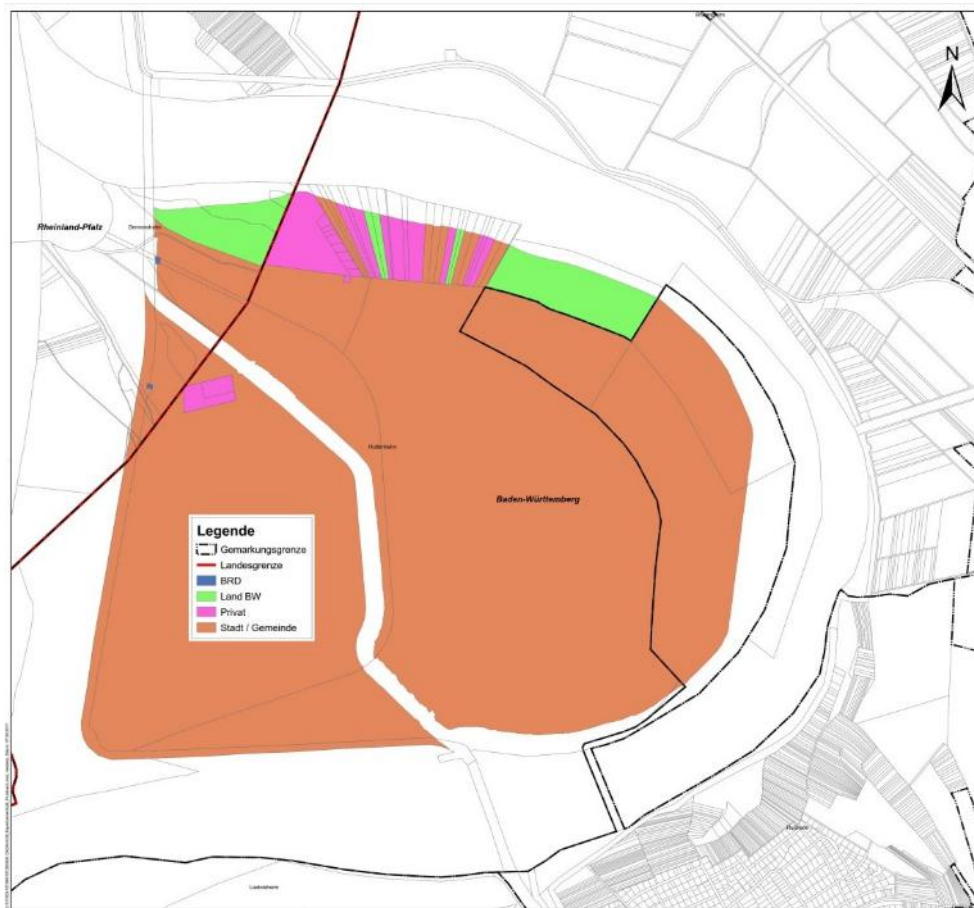 N
Rheinland-Pfalz
Baden-Württemberg
Legende
Gemarkungsgrenze
Landesgrenze
BRD
Land BW
Privat
Stadt / Gemeinde